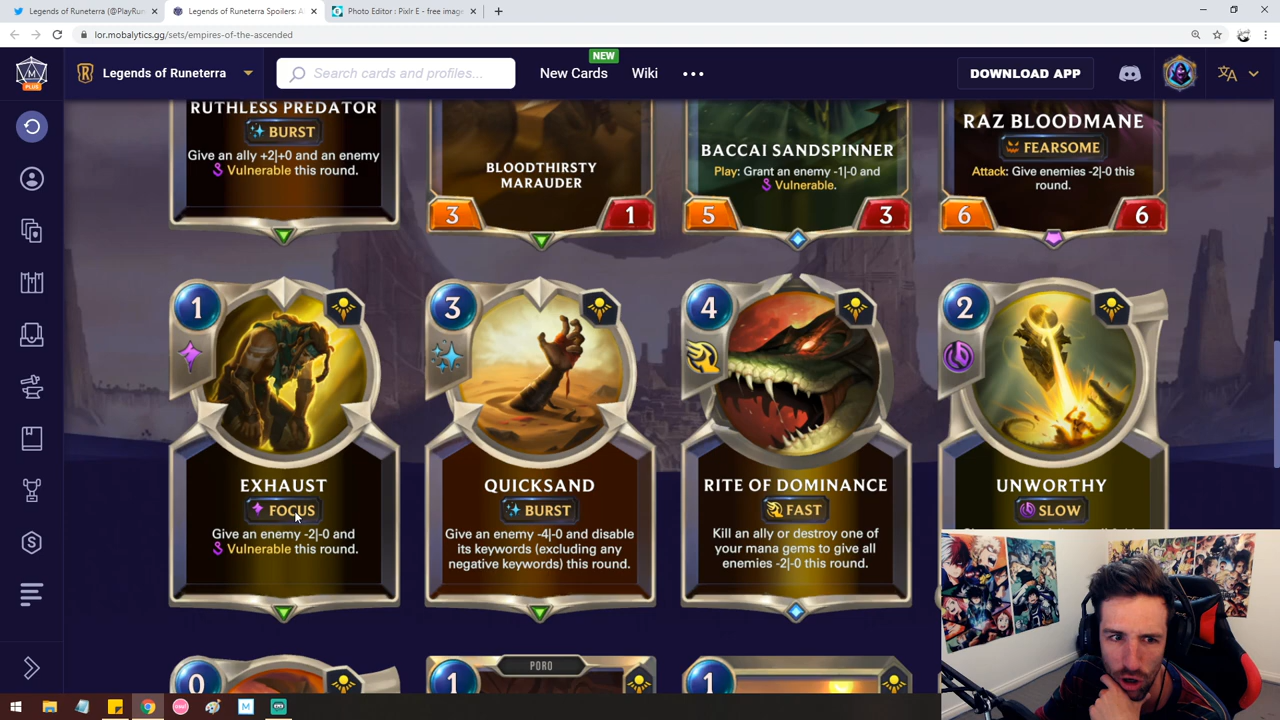 Legends of Runeterra (@PlayRun
Legends of Runeterra Spoilers: A
Photo Editor : Pixlr E - free imag
lor.mobalytics.gg/sets/empires-of-the-ascended
PLUS
Legends of Runeterra
Search cards and profiles...
NEW
New Cards
Wiki
DOWNLOAD APP
RUTHLESS PREDATOR
BURST
Give an ally +2|+0 and an enemy
Vulnerable this round.
BLOODTHIRSTY
MARAUDER
3
1
BACCAI SANDSPINNER
Play: Grant an enemy -1|-0 and
Vulnerable.
5
3
RAZ BLOODMANE
FEARSOME
Attack: Give enemies -2|-0 this
round.
6
6
1
EXHAUST
FOCUS
Give an enemy -2|-0 and
Vulnerable this round.
3
QUICKSAND
BURST
Give an enemy -4|-0 and disable
its keywords (excluding any
negative keywords) this round.
4
RITE OF DOMINANCE
FAST
Kill an ally or destroy one of
your mana gems to give all
enemies -2|-0 this round.
2
UNWORTHY
SLOW
0
PORO
1
1